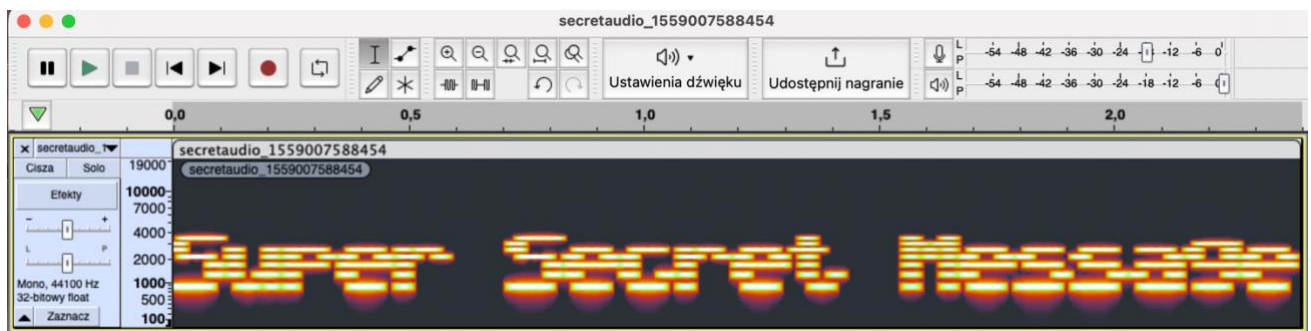 secretaudio_1559007588454
Ustawienia dźwięku
Udostępnij nagranie
L
P
-54 -48 -42 -36 -30 -24 -12 -6 0
L
P
-54 -48 -42 -36 -30 -24 -18 -12 -6
0,0 0,5 1,0 1,5 2,0
secretaudio_1
secretaudio_1559007588454
Cisza Solo
secretaudio_1559007588454
Efekty
- +
L P
Mono, 44100 Hz
32-bitowy float
Zaznacz
19000
10000
7000
4000
2000
1000
500
100
Super Secret Message